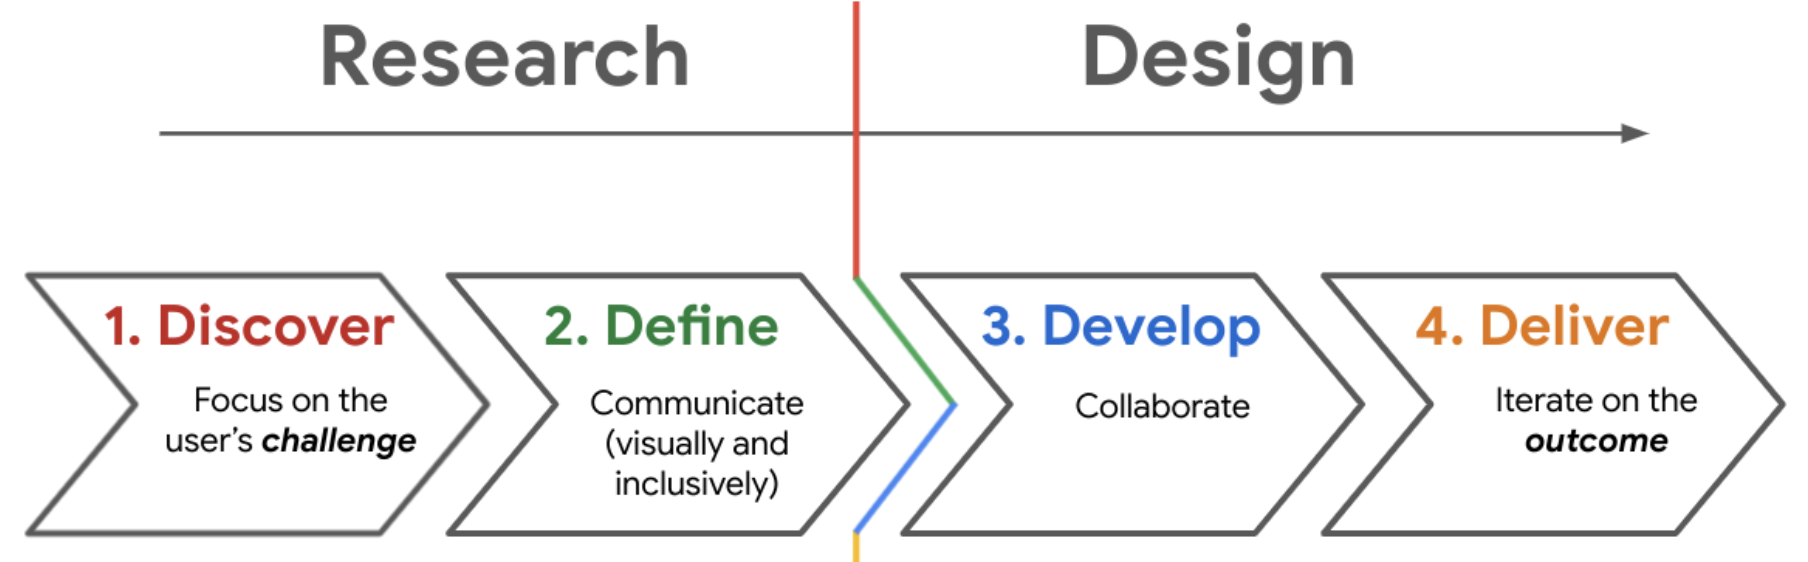 Research
Design
1. Discover
Focus on the
user's challenge
2. Define
Communicate
(visually and
inclusively)
3. Develop
Collaborate
4. Deliver
Iterate on the
outcome